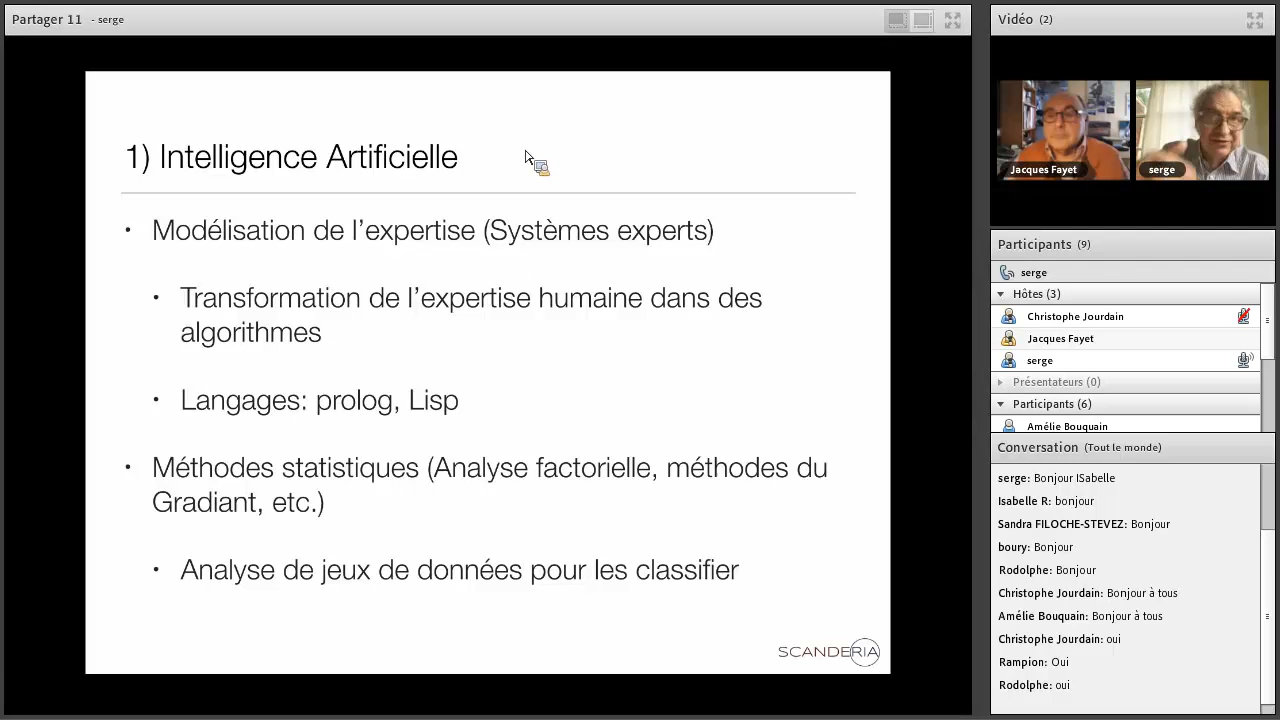 Partager 11 - serge
1) Intelligence Artificielle
• Modélisation de l’expertise (Systèmes experts)
• Transformation de l’expertise humaine dans des
algorithmes
• Langages: prolog, Lisp
• Méthodes statistiques (Analyse factorielle, méthodes du
Gradiant, etc.)
• Analyse de jeux de données pour les classifier
SCANDERIA
Vidéo (2)
Jacques Fayet
serge
Participants (9)
serge
Hôtes (3)
Christophe Jourdain
Jacques Fayet
serge
Présentateurs (0)
Participants (6)
Amélie Bouquain
Conversation (Tout le monde)
serge: Bonjour ISabelle
Isabelle R: bonjour
Sandra FILOCHE-STEVEZ: Bonjour
boury: Bonjour
Rodolphe: Bonjour
Christophe Jourdain: Bonjour à tous
Amélie Bouquain: Bonjour à tous
Christophe Jourdain: oui
Rampion: Oui
Rodolphe: oui